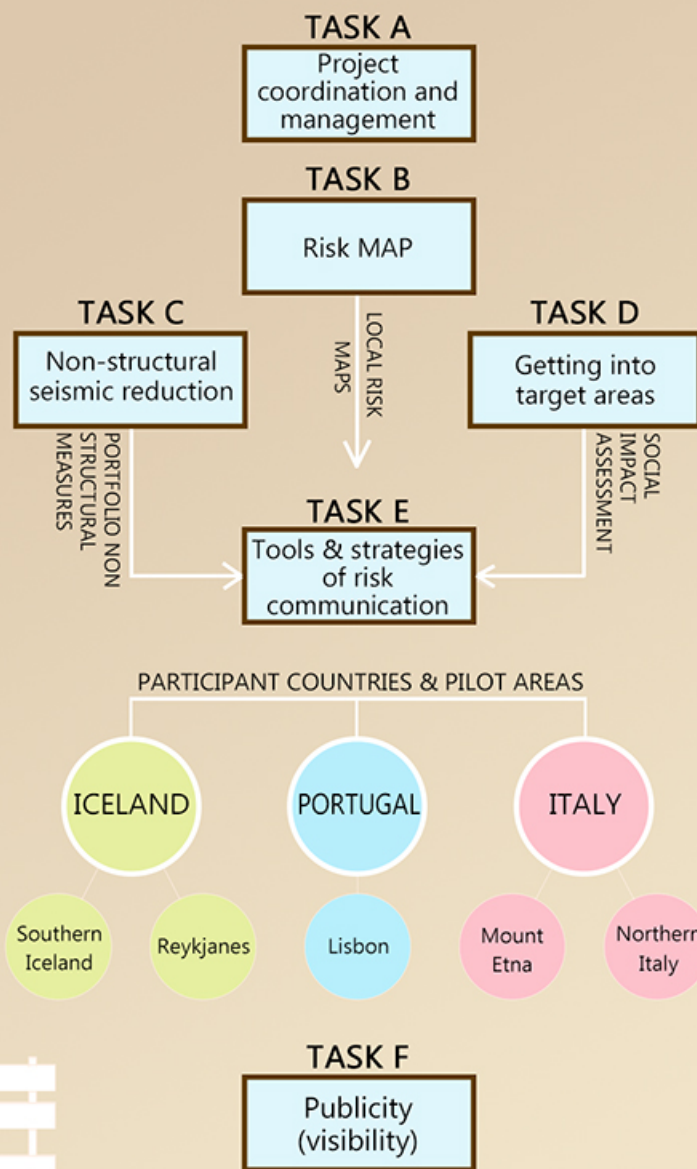 TASK A
Project
coordination and
management
TASK B
Risk MAP
LOCAL RISK
MAPS
TASK C
Non-structural
seismic reduction
PORTFOLIO NON
STRUCTURAL
MEASURES
TASK D
Getting into
target areas
SOCIAL
IMPACT
ASSESSMENT
TASK E
Tools & strategies
of risk
communication
PARTICIPANT COUNTRIES & PILOT AREAS
ICELAND
PORTUGAL
ITALY
Southern
Iceland
Reykjanes
Lisbon
Mount
Etna
Northern
Italy
TASK F
Publicity
(visibility)